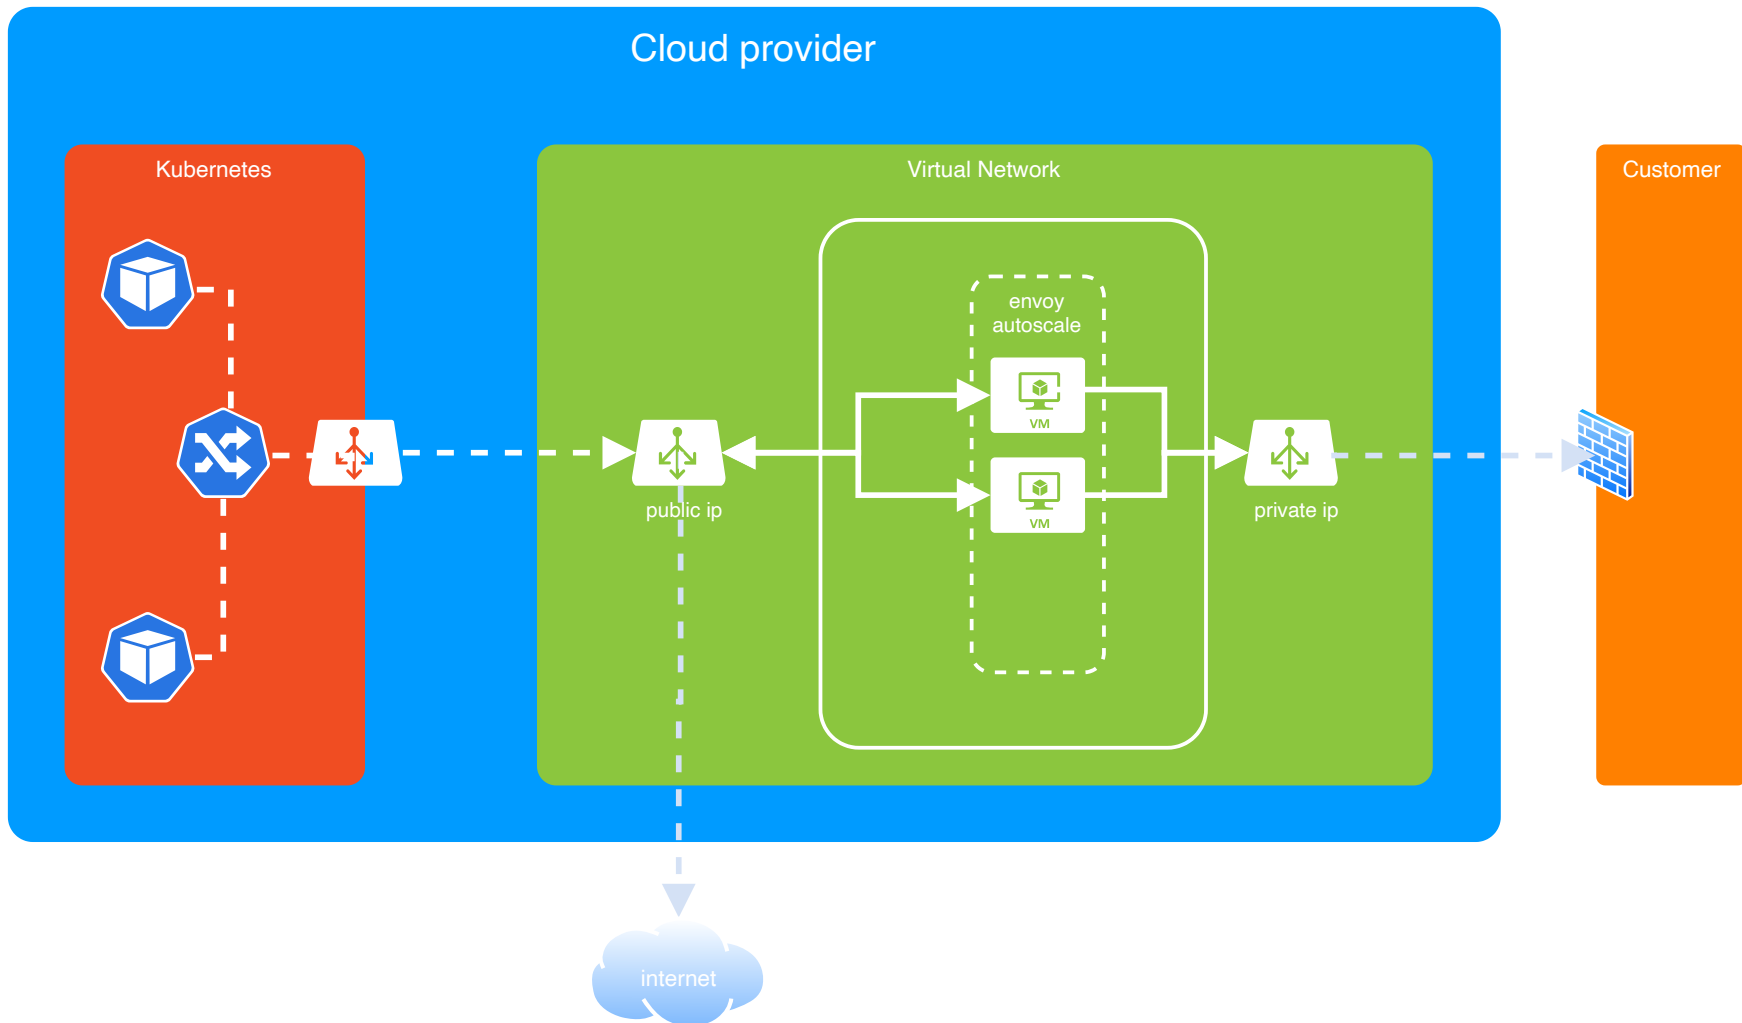 Cloud provider
Kubernetes
Virtual Network
Customer
envoy
autoscale
VM
VM
public ip
private ip
internet